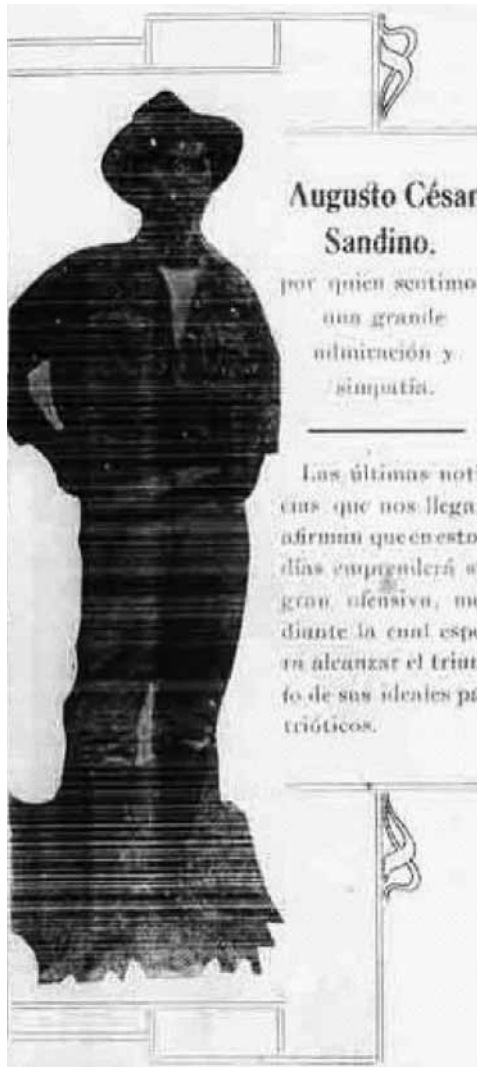 Augusto César
Sandino.
por quien sentimo
una grande
admiración y
simpatía.
Las últimas noti
cias que nos llega
afirman que en esto
días emprenderá s
gran ofensiva, me
diante la cual espe
ra alcanzar el triun
fo de sus ideales pa
trióticos.